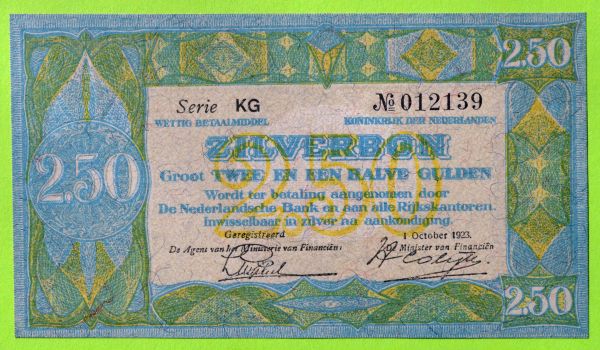 2.50
Serie KG № 012139
WETTIG BETAALMIDDEL KONINKRIJK DER NEDERLANDEN
2.50
ZILVERBON
250
Groot TWEE EN EEN HALVE GULDEN
Wordt ter betaling aangenomen door
De Nederlandsche Bank en aan alle Rijkskantoren.
Inwisselbaar in zilver na aankondiging.
Geregistreerd 1 October 1923.
De Agent van het Ministerie van Financiën, De Minister van Financiën
2.50